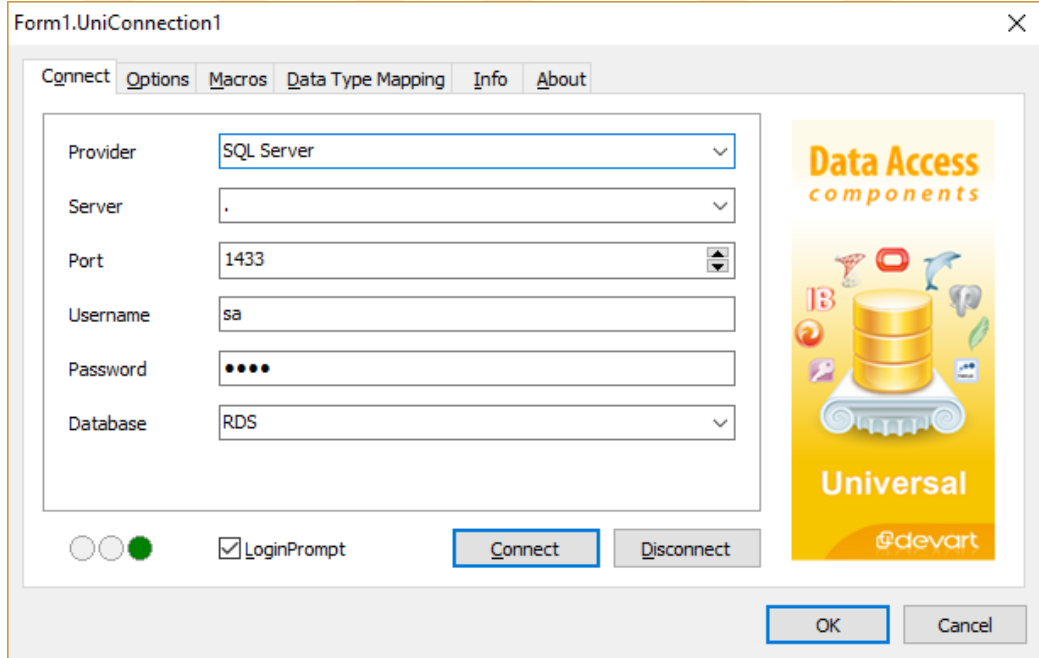 Form1.UniConnection1
Connect Options Macros Data Type Mapping Info About
Provider SQL Server
Server .
Port 1433
Username sa
Password ••••
Database RDS
LoginPrompt Connect Disconnect
Data Access
components
IB
Universal
devart
OK Cancel